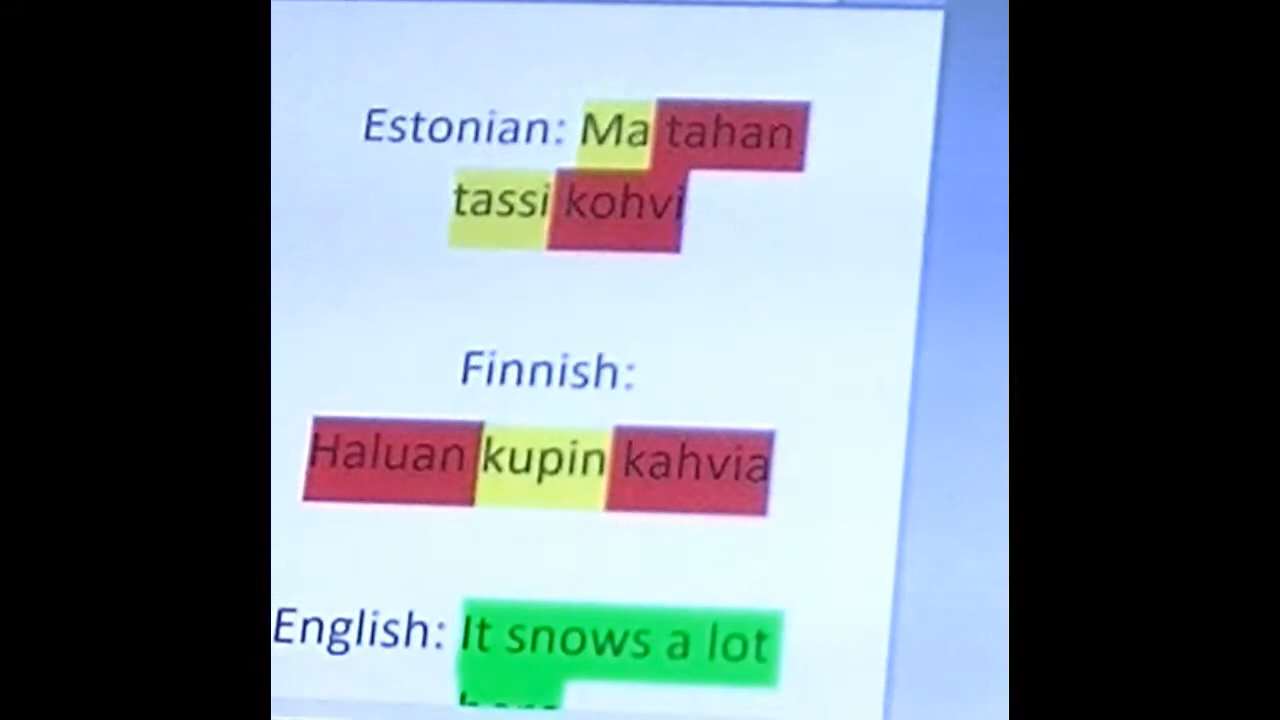 Estonian: Ma tahan
tassi kohvi
Finnish:
Haluan kupin kahvia
English: It snows a lot